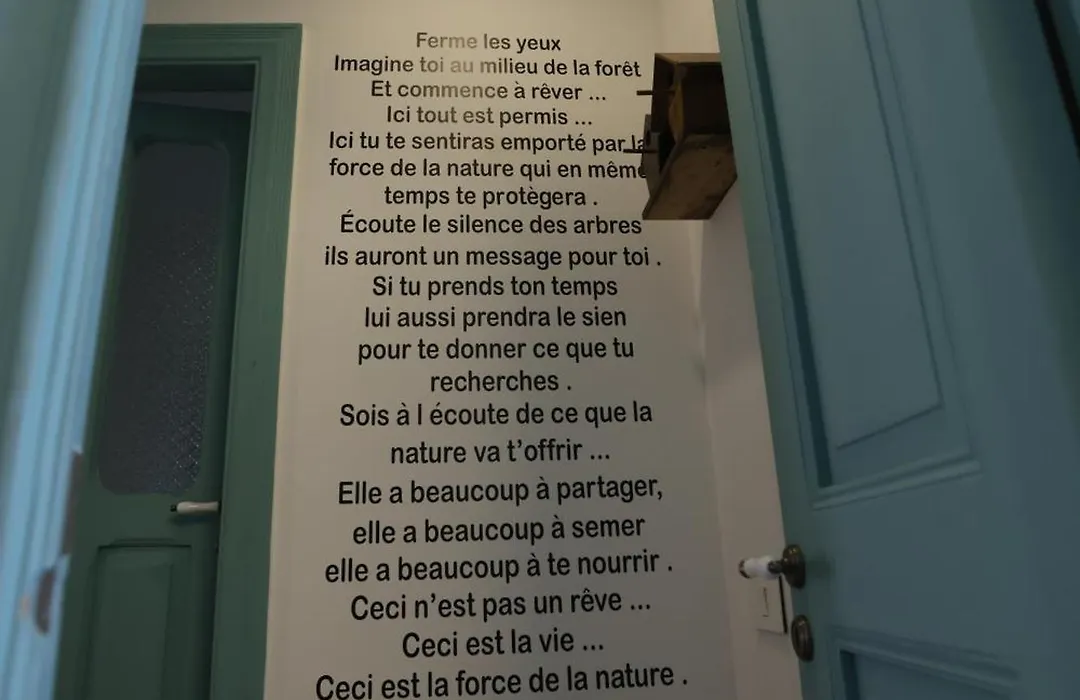 Ferme les yeux
Imagine toi au milieu de la forêt
Et commence à rêver ...
Ici tout est permis ...
Ici tu te sentiras emporté par la
force de la nature qui en même
temps te protègera .
Écoute le silence des arbres
ils auront un message pour toi .
Si tu prends ton temps
lui aussi prendra le sien
pour te donner ce que tu
recherches .
Sois à l écoute de ce que la
nature va t’offrir ...
Elle a beaucoup à partager,
elle a beaucoup à semer
elle a beaucoup à te nourrir .
Ceci n’est pas un rêve ...
Ceci est la vie ...
Ceci est la force de la nature .